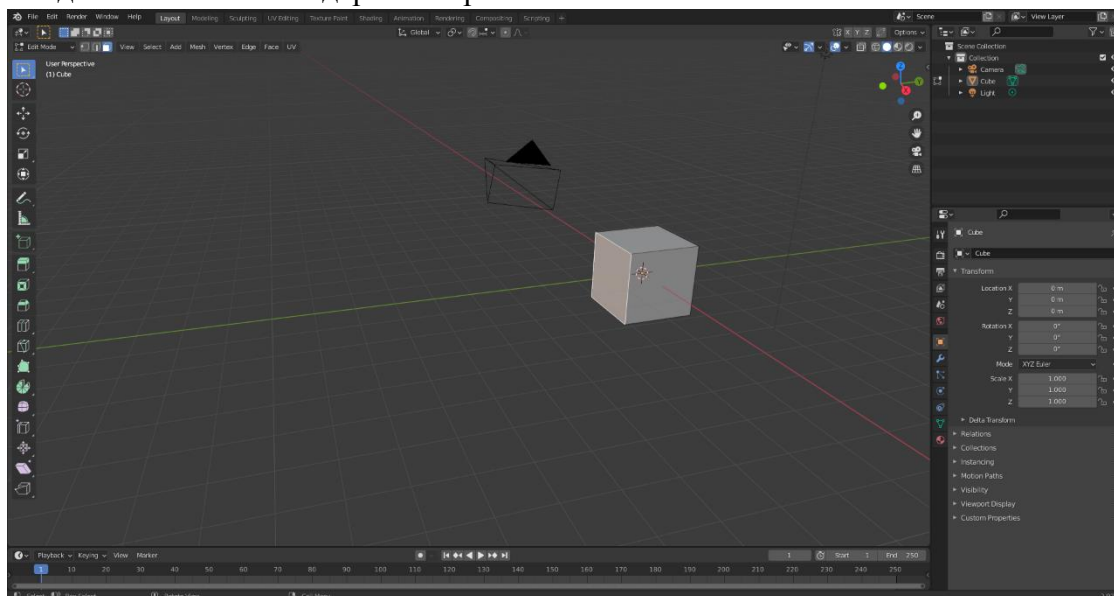 File Edit Render Window Help Layout Modeling Sculpting UV Editing Texture Paint Shading Animation Rendering Compositing Scripting + Scene View Layer
Global Options
Edit Mode View Select Add Mesh Vertex Edge Face UV X Y Z
User Perspective
(1) Cube
Scene Collection
Collection
Camera
Cube
Light
Cube
Cube
Transform
Location X 0 m
Y 0 m
Z 0 m
Rotation X 0°
Y 0°
Z 0°
Mode XYZ Euler
Scale X 1.000
Y 1.000
Z 1.000
Delta Transform
Relations
Collections
Instancing
Motion Paths
Visibility
Viewport Display
Custom Properties
Playback Keying View Marker 1 Start 1 End 250
1 10 20 30 40 50 60 70 80 90 100 110 120 130 140 150 160 170 180 190 200 210 220 230 240 250